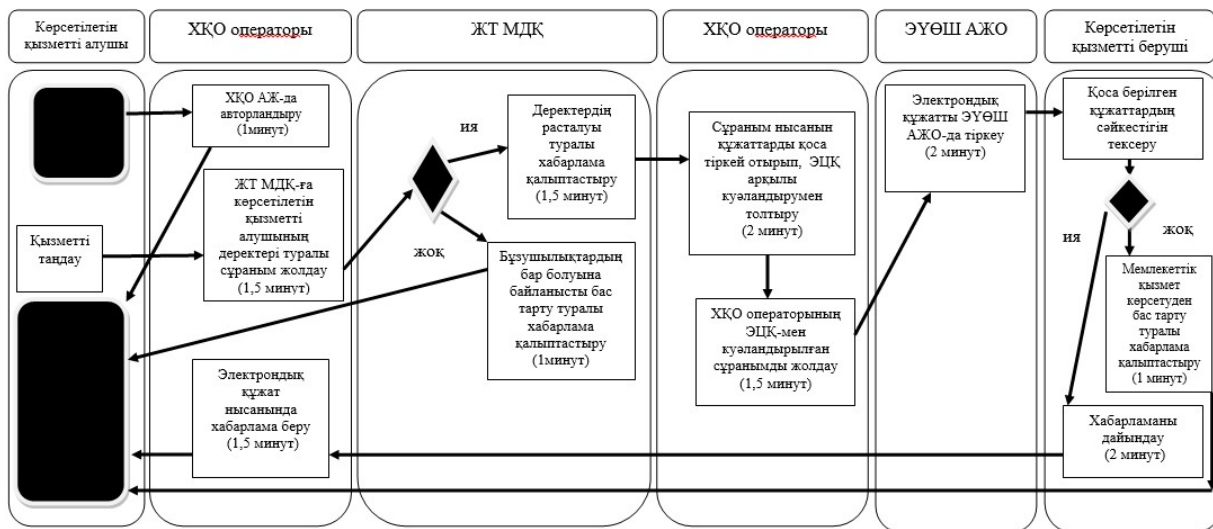 Көрсетілетін
қызметті алушы
ХҚО операторы
ЖТ МДҚ
ХҚО операторы
ЭҮӨШ АЖО
Көрсетілетін
қызметті беруші
ХҚО АЖ-да
авторландыру
(1минут)
ЖТ МДҚ-ға
көрсетілетін
қызметті
алушының
деректері туралы
сұраным жолдау
(1,5 минут)
Қызметті
таңдау
Электрондық
құжат
нысанында
хабарлама беру
(1,5 минут)
ия
жоқ
Деректердің
расталуы
туралы
хабарлама
қалыптастыру
(1,5 минут)
Бұзушылықтардың
бар болуына
байланысты бас
тарту туралы
хабарлама
қалыптастыру
(1минут)
Сұраным нысанын
құжаттарды қоса
тіркей отырып, ЭЦҚ
арқылы
куәландырумен
толтыру
(2 минут)
ХҚО операторының
ЭЦҚ-мен
куәландырылған
сұранымды жолдау
(1,5 минут)
Электрондық
құжатты ЭҮӨШ
АЖО-да тіркеу
(2 минут)
Қоса берілген
құжаттардың
сәйкестігін
тексеру
ия
жоқ
Мемлекеттік
қызмет
көрсетуден
бас тарту
туралы
хабарлама
қалыптастыру
(1 минут)
Хабарламаны
дайындау
(2 минут)